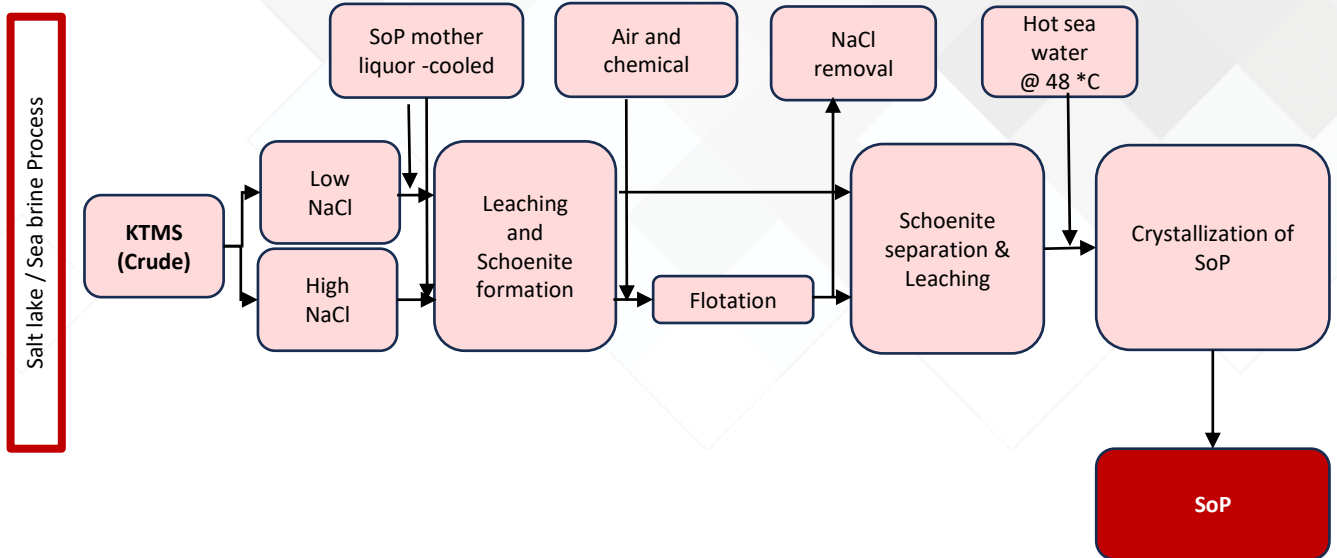 Salt lake / Sea brine Process
SoP mother
liquor -cooled
Air and
chemical
NaCl
removal
Hot sea
water
@ 48 *C
KTMS
(Crude)
Low
NaCl
High
NaCl
Leaching
and
Schoenite
formation
Flotation
Schoenite
separation &
Leaching
Crystallization of
SoP
SoP